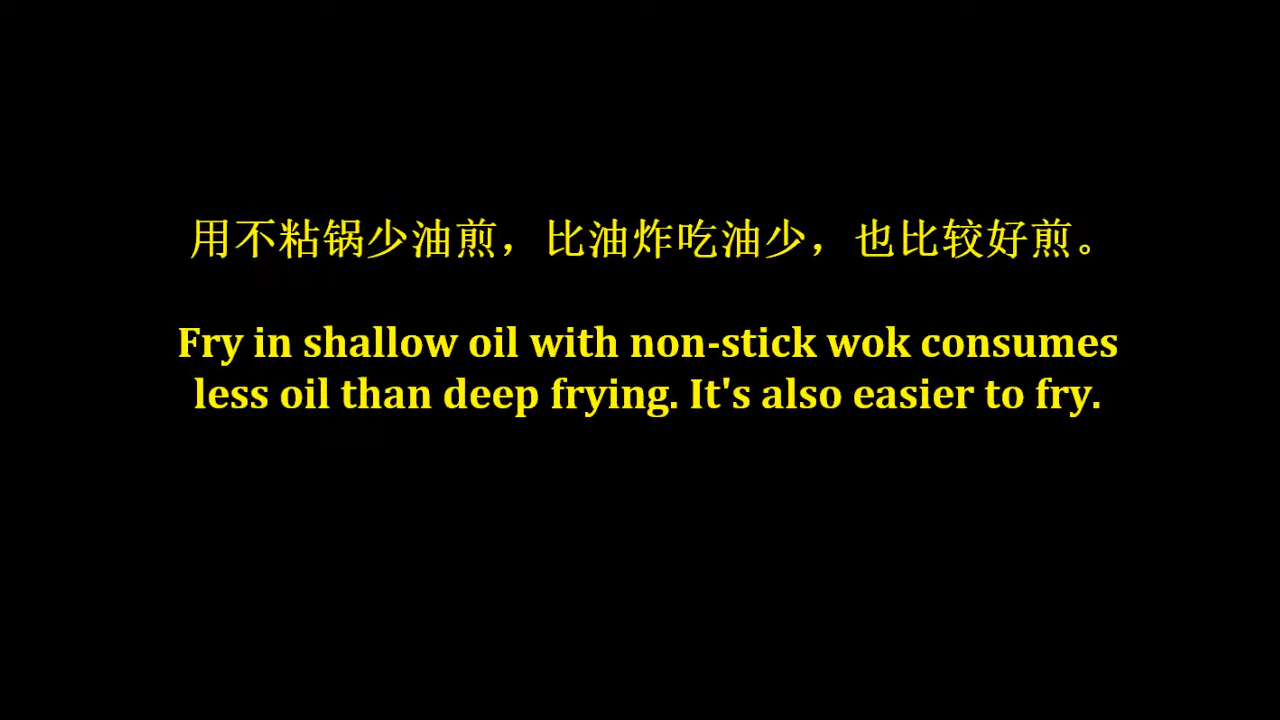 用不粘锅少油煎，比油炸吃油少，也比较好煎。
Fry in shallow oil with non-stick wok consumes
less oil than deep frying. It's also easier to fry.